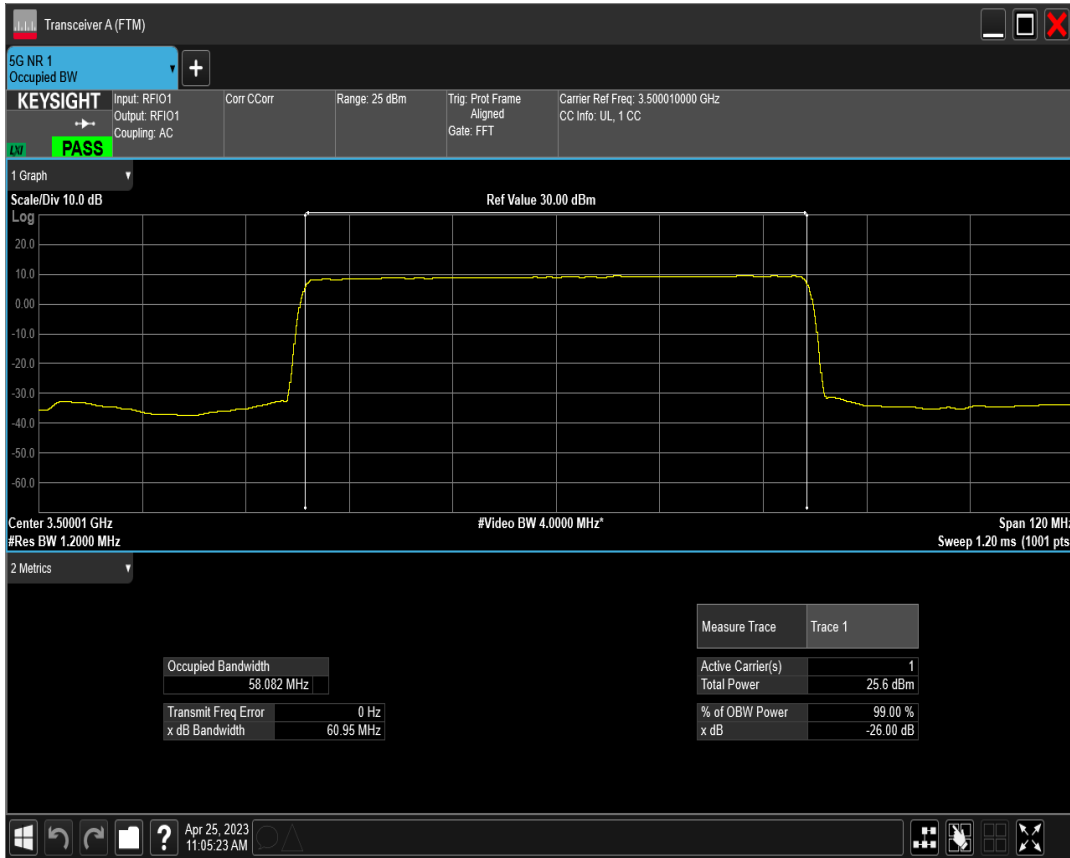 Transceiver A (FTM)
5G NR 1
Occupied BW
+
KEYSIGHT
LXI
PASS
Input: RFIO1
Output: RFIO1
Coupling: AC
Corr CCorr
Range: 25 dBm
Trig: Prot Frame
Aligned
Gate: FFT
Carrier Ref Freq: 3.500010000 GHz
CC Info: UL, 1 CC
1 Graph
Scale/Div 10.0 dB
Ref Value 30.00 dBm
Log
20.0
10.0
0.00
-10.0
-20.0
-30.0
-40.0
-50.0
-60.0
Center 3.50001 GHz
#Video BW 4.0000 MHz*
Span 120 MHz
#Res BW 1.2000 MHz
Sweep 1.20 ms (1001 pts
2 Metrics
Measure Trace Trace 1
Occupied Bandwidth
58.082 MHz
Active Carrier(s) 1
Total Power 25.6 dBm
Transmit Freq Error 0 Hz
x dB Bandwidth 60.95 MHz
% of OBW Power 99.00 %
x dB -26.00 dB
?
Apr 25, 2023
11:05:23 AM